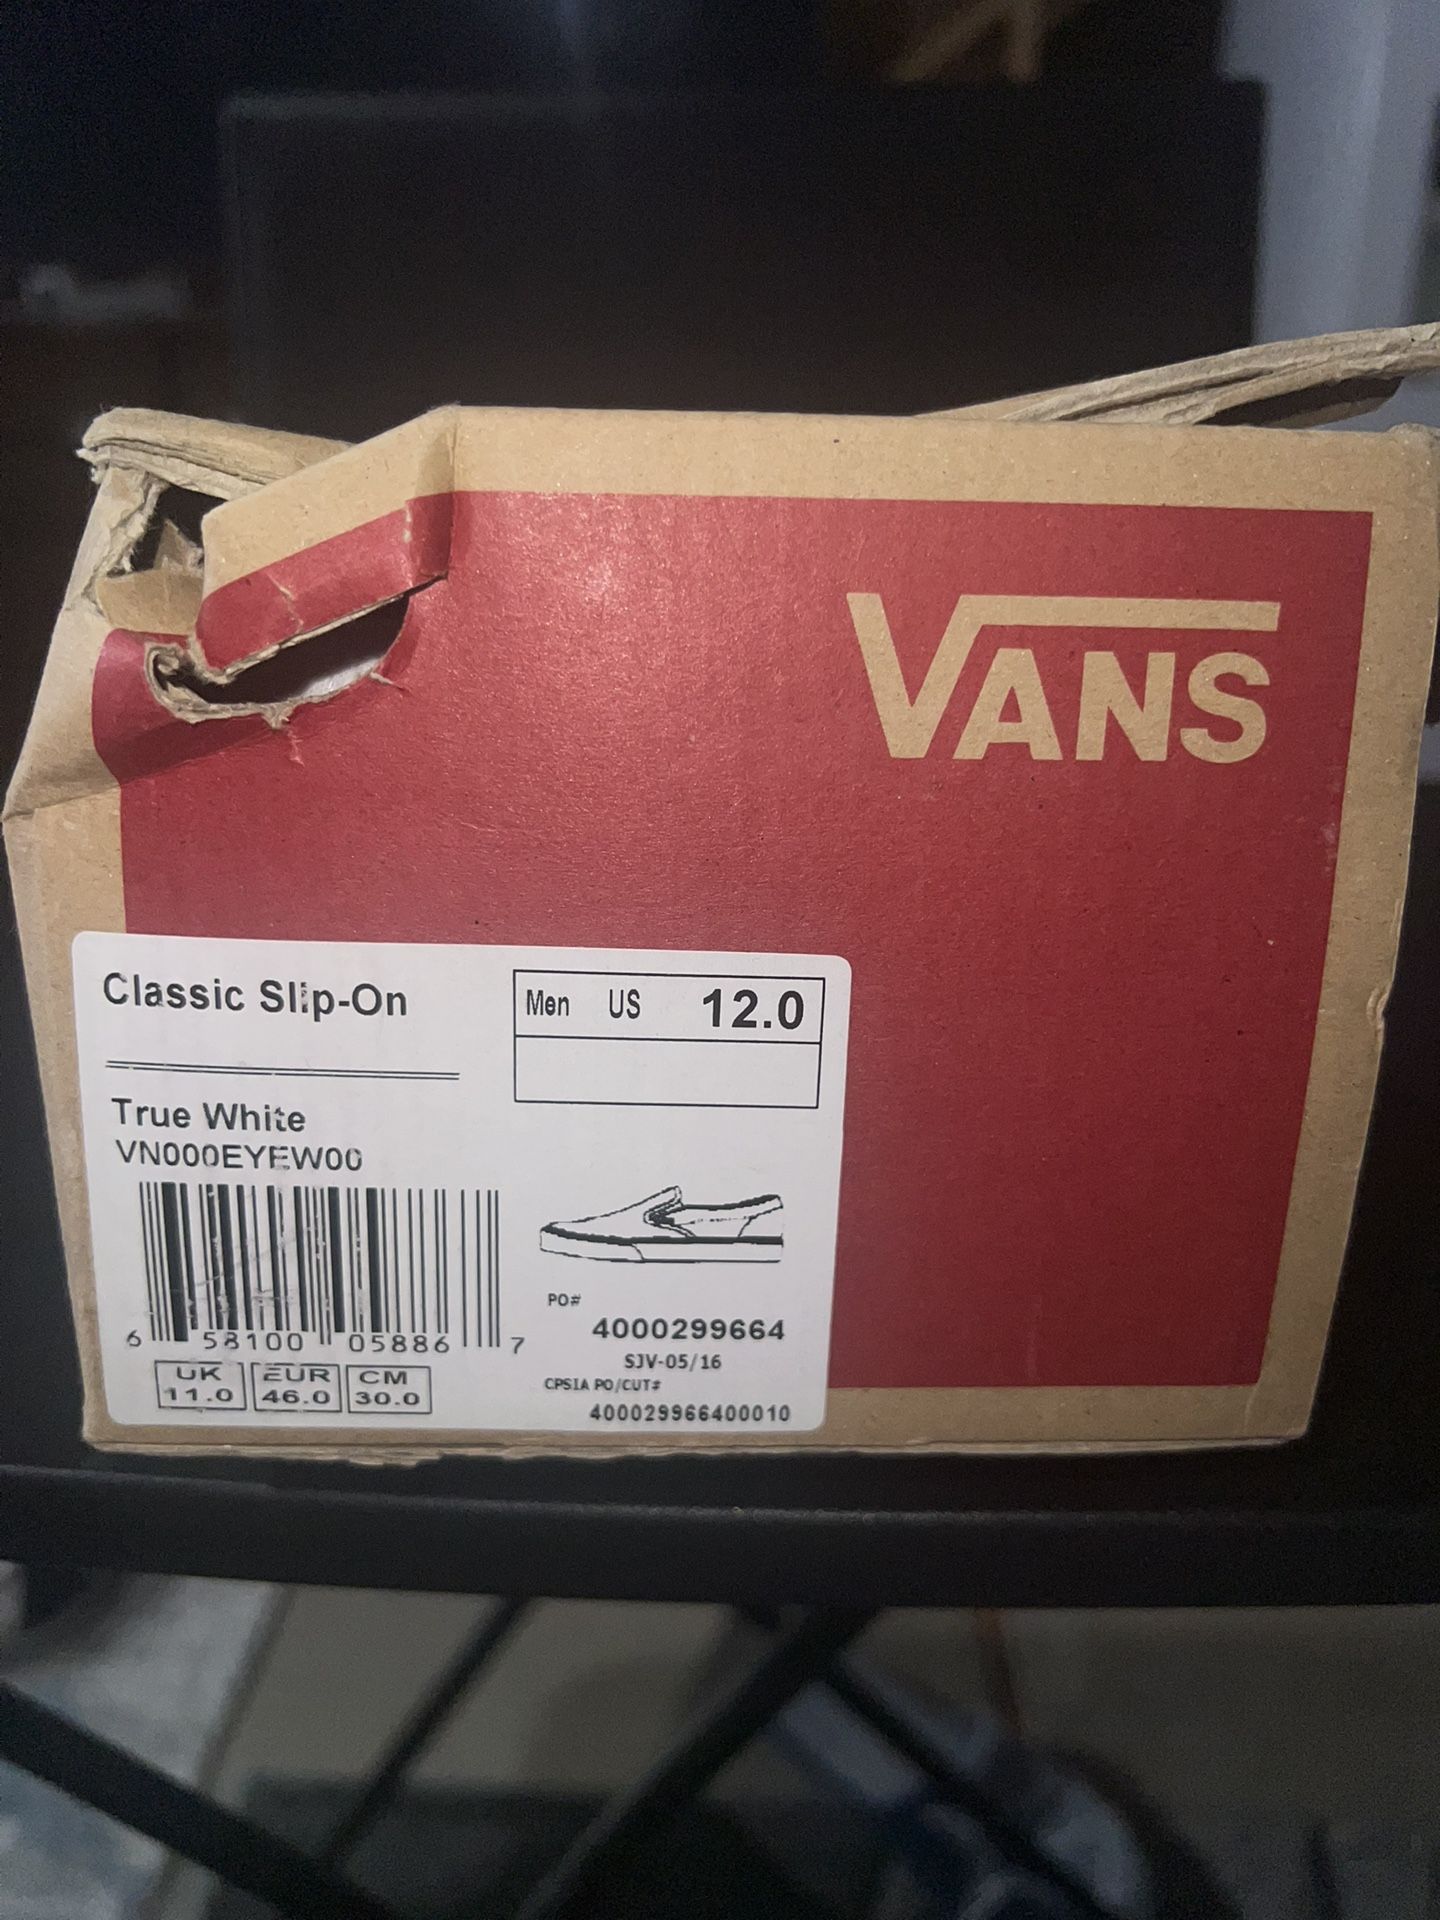 VANS
Classic Slip-On
Men US 12.0
True White
VN000EYEW00
6 58100 05886 7
UK EUR CM
11.0 46.0 30.0
PO#
4000299664
SJV-05/16
CPSIA PO/CUT#
400029966400010